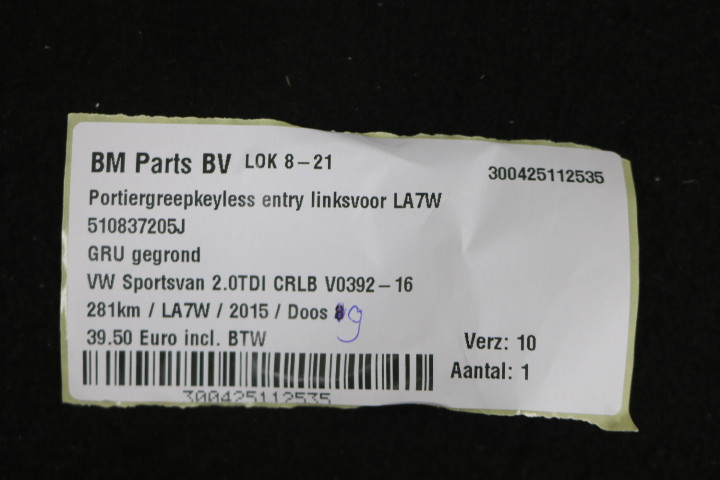 BM Parts BV LOK 8-21
300425112535
Portiergreepkeyless entry linksvoor LA7W
510837205J
GRU gegrond
VW Sportsvan 2.0TDI CRLB V0392-16
281km / LA7W / 2015 / Doos 9
39.50 Euro incl. BTW
Verz: 10
Aantal: 1
300425112535